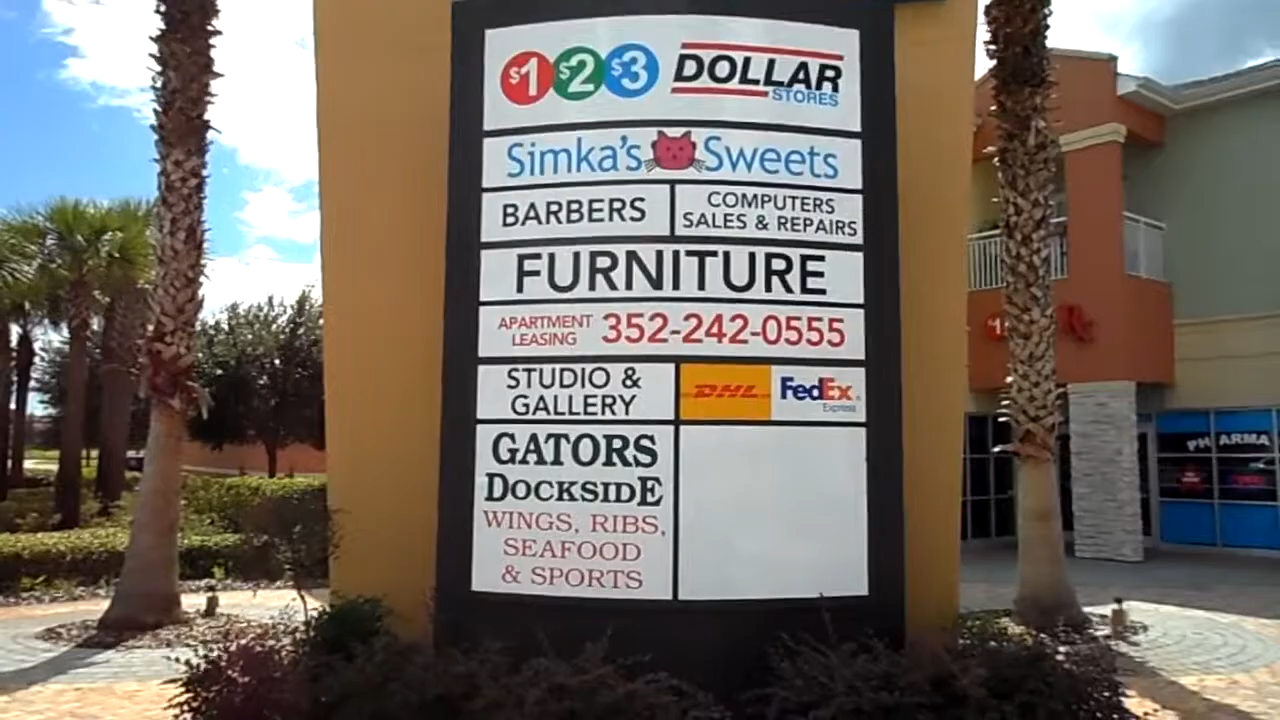 $1 $2 $3 DOLLAR
STORES
Simka's Sweets
BARBERS
COMPUTERS
SALES & REPAIRS
FURNITURE
APARTMENT
LEASING
352-242-0555
STUDIO &
GALLERY
DHL
FedEx
Express
GATORS
DOCKSIDE
WINGS, RIBS,
SEAFOOD
& SPORTS
PHARMA